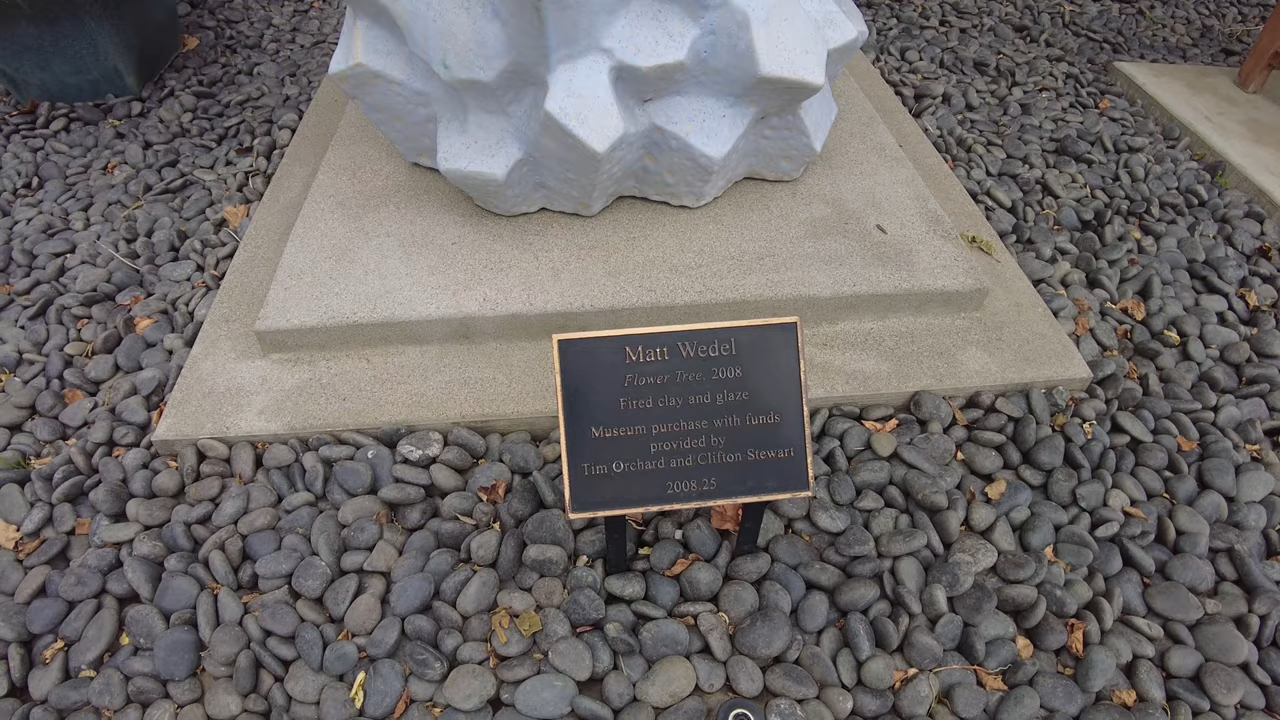 Matt Wedel
Flower Tree, 2008
Fired clay and glaze
Museum purchase with funds
provided by
Tim Orchard and Clifton Stewart
2008.25